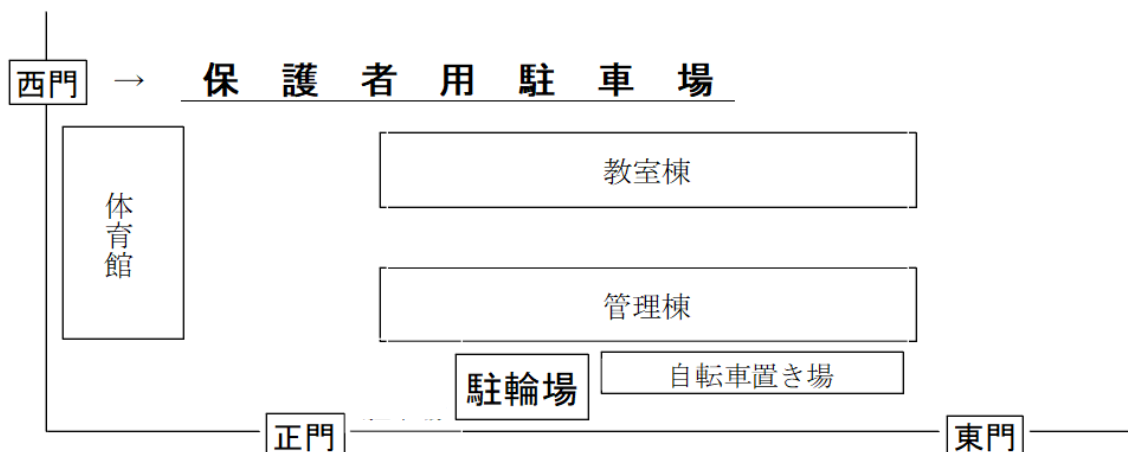 西門 → 保護者用駐車場
教室棟
体育館
管理棟
駐輪場
自転車置き場
正門
東門